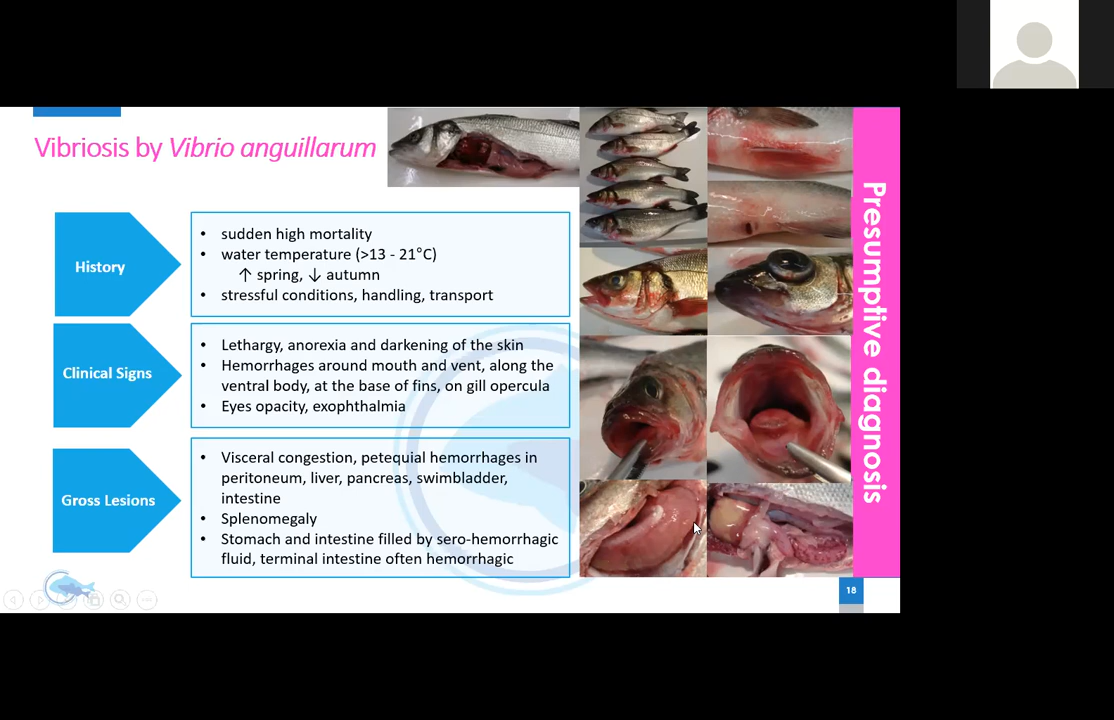 Vibriosis by Vibrio anguillarum
History
• sudden high mortality
• water temperature (>13 - 21°C)
↑ spring, ↓ autumn
• stressful conditions, handling, transport
Clinical Signs
• Lethargy, anorexia and darkening of the skin
• Hemorrhages around mouth and vent, along the
ventral body, at the base of fins, on gill opercula
• Eyes opacity, exophthalmia
Gross Lesions
• Visceral congestion, petequial hemorrhages in
peritoneum, liver, pancreas, swimbladder,
intestine
• Splenomegaly
• Stomach and intestine filled by sero-hemorrhagic
fluid, terminal intestine often hemorrhagic
Presumptive diagnosis
18